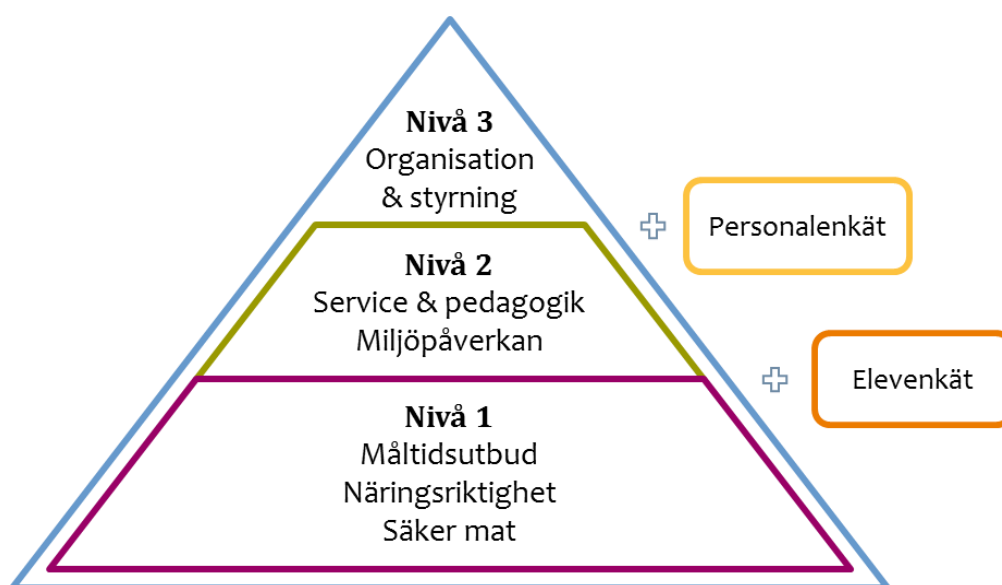 Nivå 3
Organisation
& styrning
Personalenkät
Nivå 2
Service & pedagogik
Miljöpåverkan
Elevenkät
Nivå 1
Måltidsutbud
Näringsriktighet
Säker mat